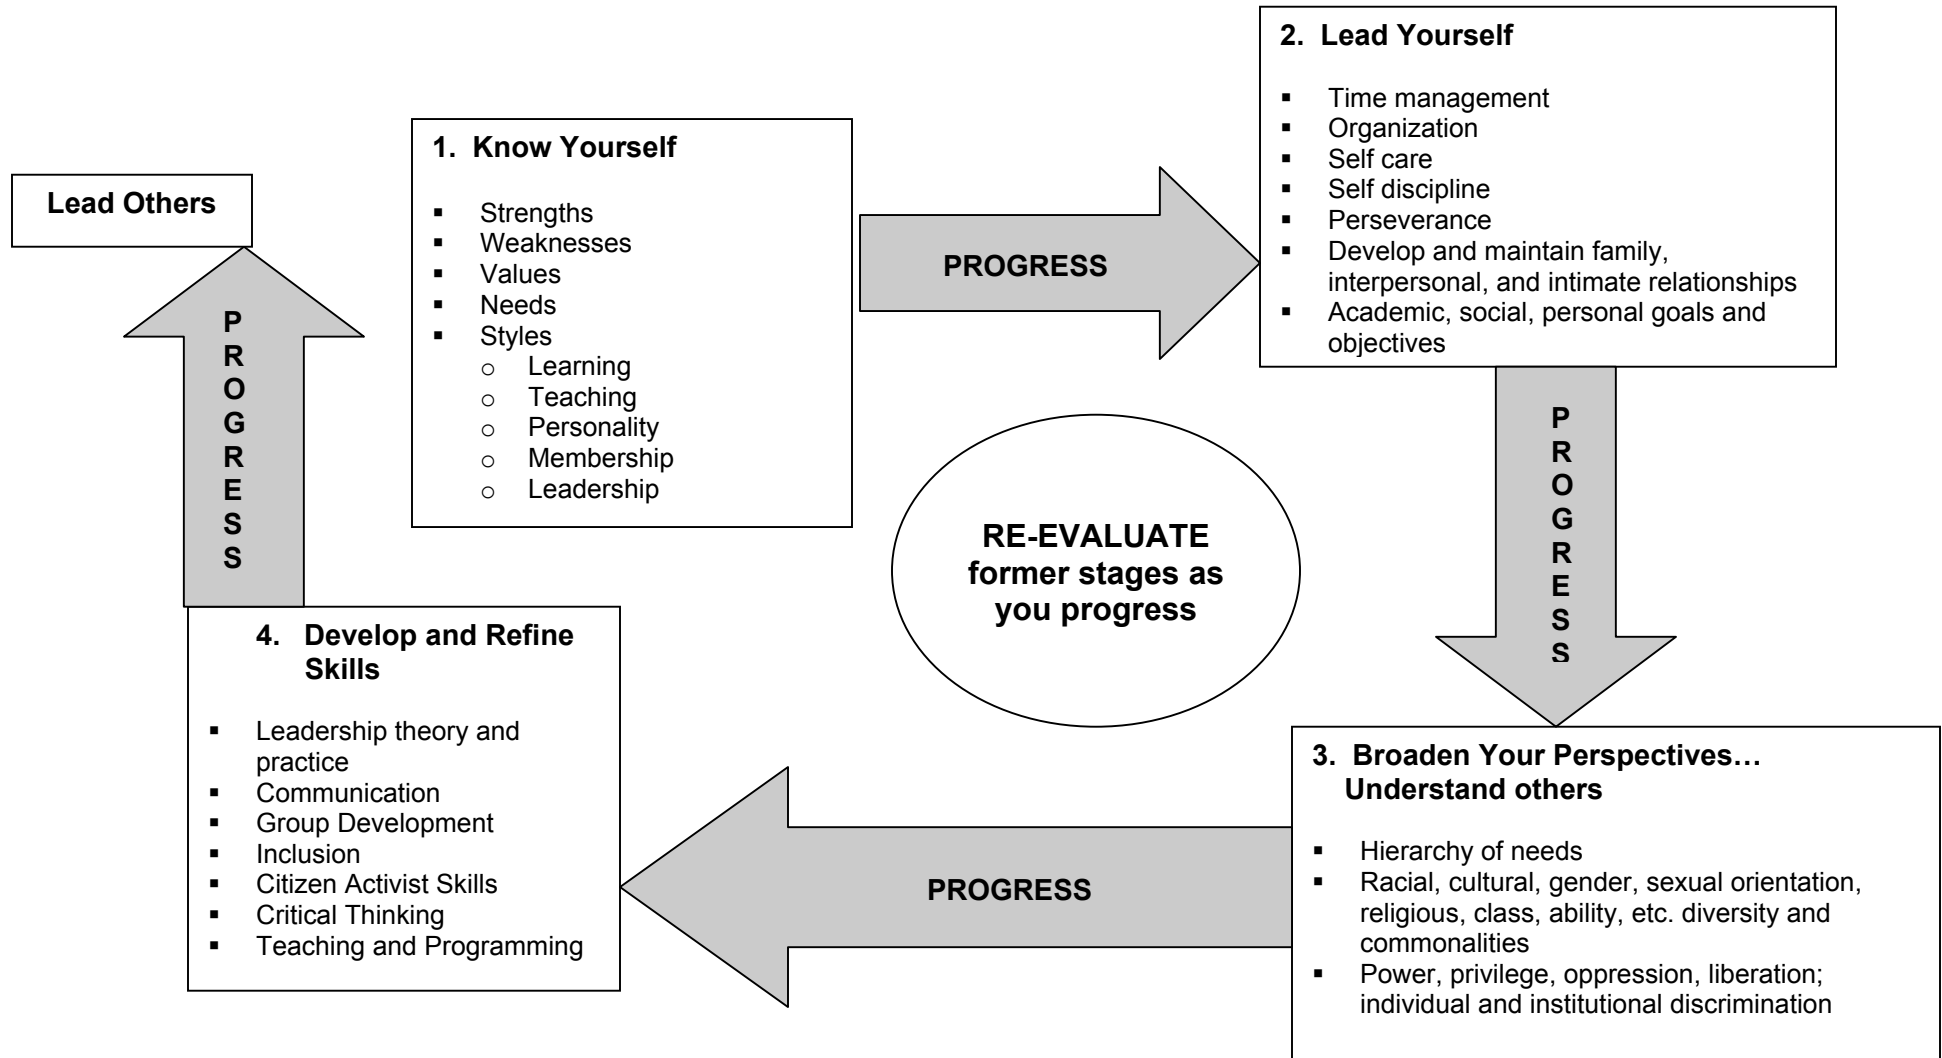 Lead Others
P
R
O
G
R
E
S
S
1. Know Yourself
▪ Strengths
▪ Weaknesses
▪ Values
▪ Needs
▪ Styles
o Learning
o Teaching
o Personality
o Membership
o Leadership
PROGRESS
2. Lead Yourself
▪ Time management
▪ Organization
▪ Self care
▪ Self discipline
▪ Perseverance
▪ Develop and maintain family,
interpersonal, and intimate relationships
▪ Academic, social, personal goals and
objectives
P
R
O
G
R
E
S
S
RE-EVALUATE
former stages as
you progress
3. Broaden Your Perspectives…
Understand others
▪ Hierarchy of needs
▪ Racial, cultural, gender, sexual orientation,
religious, class, ability, etc. diversity and
commonalities
▪ Power, privilege, oppression, liberation;
individual and institutional discrimination
PROGRESS
4. Develop and Refine
Skills
▪ Leadership theory and
practice
▪ Communication
▪ Group Development
▪ Inclusion
▪ Citizen Activist Skills
▪ Critical Thinking
▪ Teaching and Programming